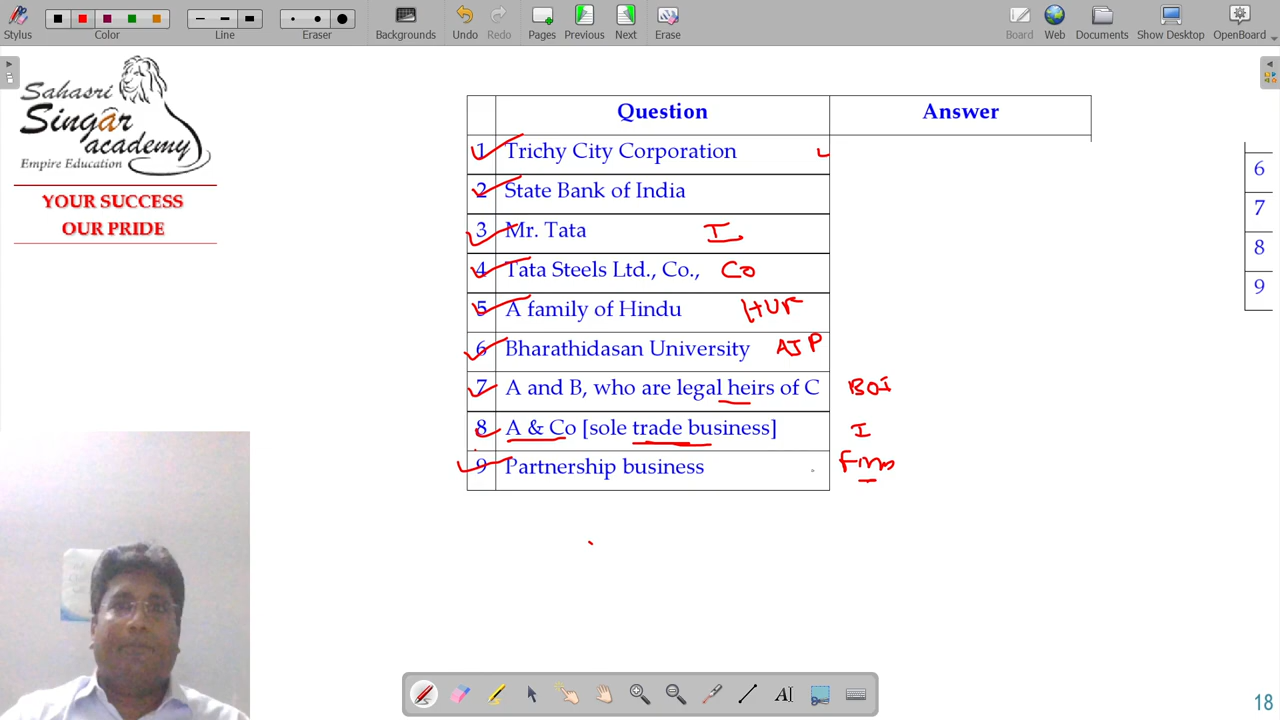 Stylus
Color
Line
Eraser
Backgrounds
Undo
Redo
Pages
Previous
Next
Erase
Board
Web
Documents
Show Desktop
OpenBoard
Sahasri
Singar
academy
Empire Education
YOUR SUCCESS
OUR PRIDE
Question Answer
1 Trichy City Corporation
2 State Bank of India
3 Mr. Tata I
4 Tata Steels Ltd., Co., Co
5 A family of Hindu HUF
6 Bharathidasan University AJP
7 A and B, who are legal heirs of C BOI
8 A & Co [sole trade business] I
9 Partnership business Firm
6
7
8
9
18